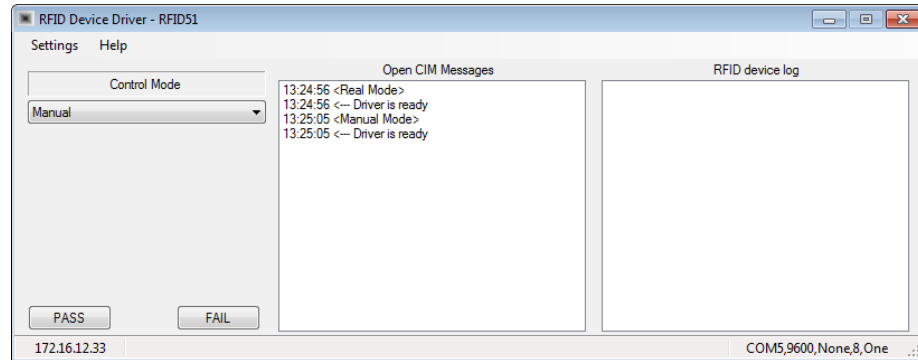 RFID Device Driver - RFID51
Settings Help
Control Mode
Manual
PASS FAIL
Open CIM Messages
13:24:56 <Real Mode>
13:24:56 <--- Driver is ready
13:25:05 <Manual Mode>
13:25:05 <--- Driver is ready
RFID device log
172.16.12.33
COM5,9600,None,8,One